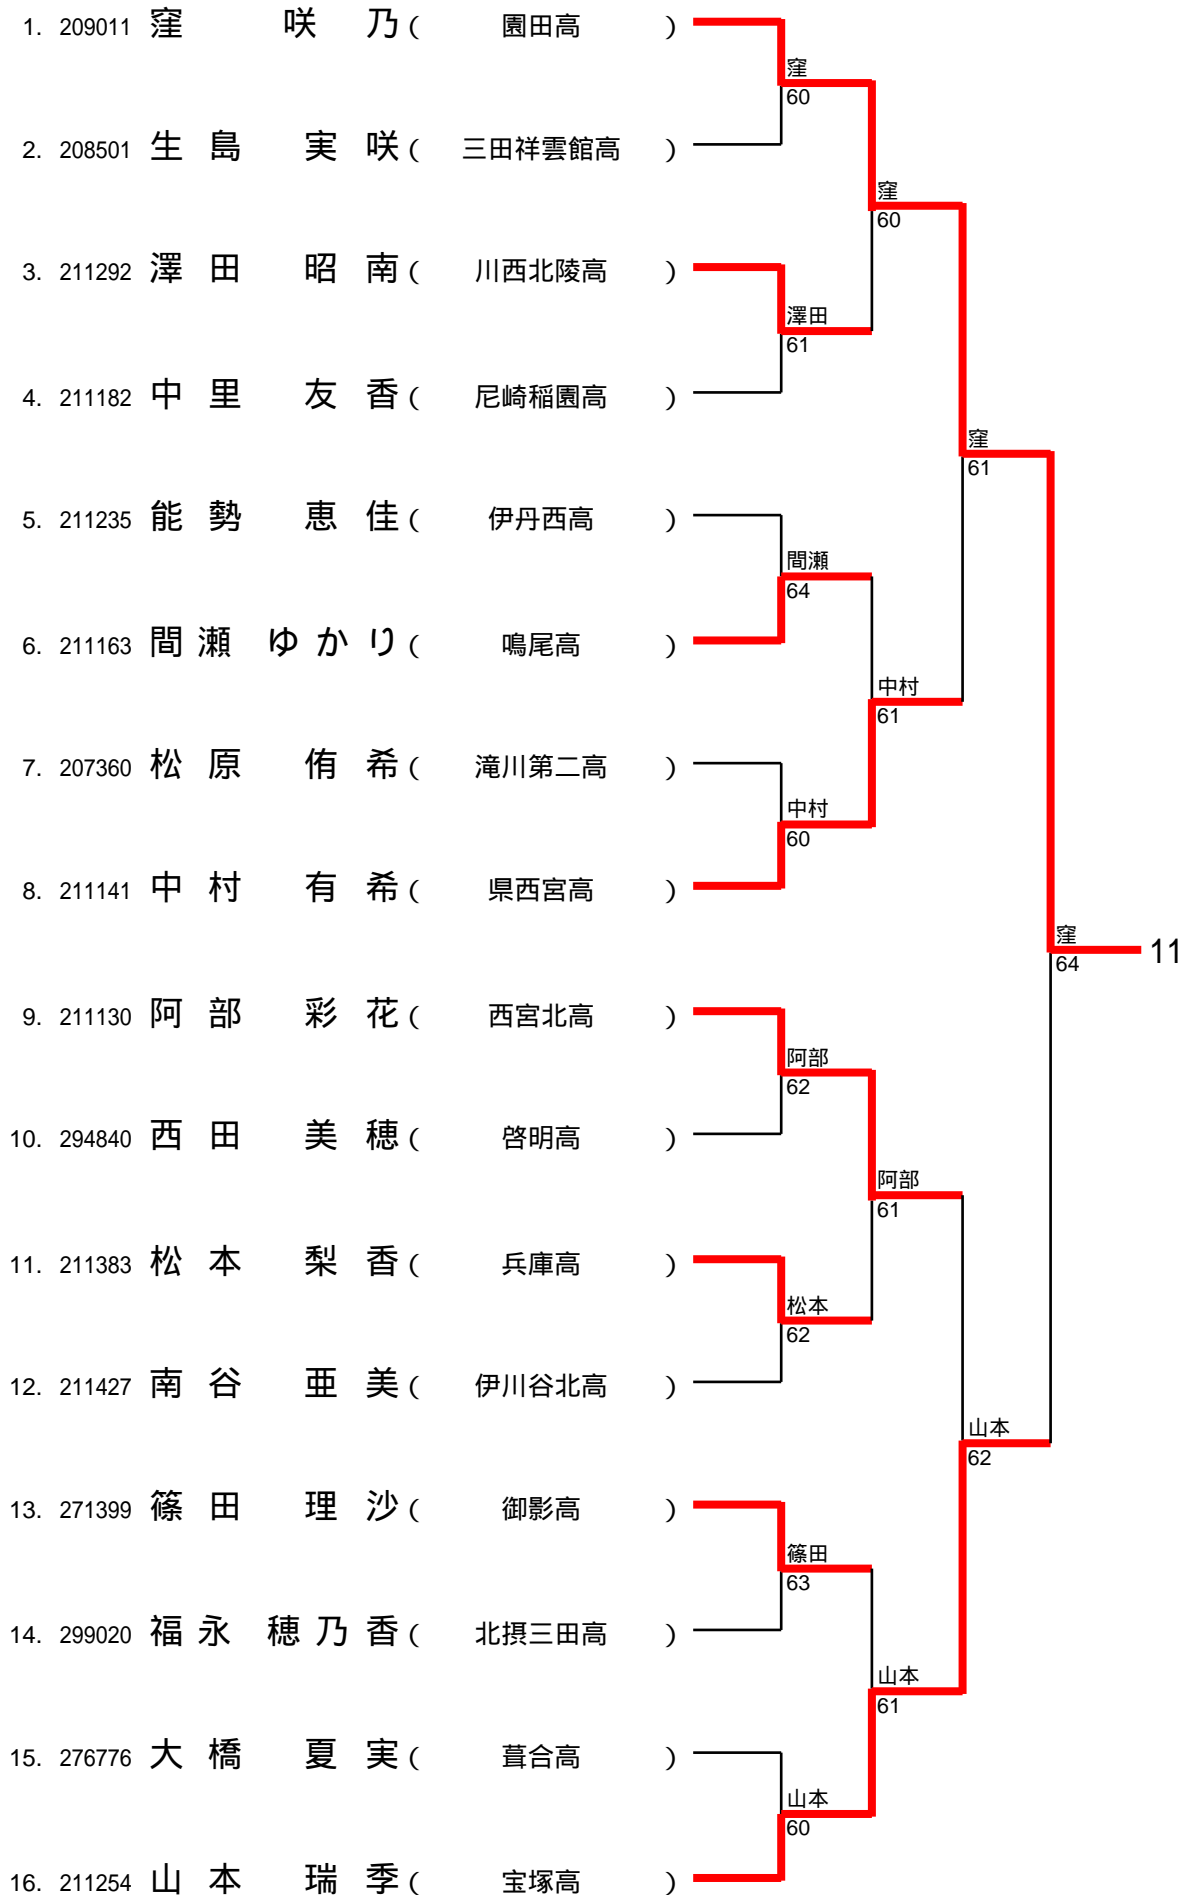 1. 209011 窪 咲 乃 ( 園田高 )
窪
60
2. 208501 生 島 実 咲 ( 三田祥雲館高 )
窪
60
3. 211292 澤 田 昭 南 ( 川西北陵高 )
澤田
61
4. 211182 中 里 友 香 ( 尼崎稲園高 )
窪
61
5. 211235 能 勢 恵 佳 ( 伊丹西高 )
間瀬
64
6. 211163 間 瀬 ゆ か り ( 鳴尾高 )
中村
61
7. 207360 松 原 侑 希 ( 滝川第二高 )
中村
60
8. 211141 中 村 有 希 ( 県西宮高 )
窪
64
11
9. 211130 阿 部 彩 花 ( 西宮北高 )
阿部
62
10. 294840 西 田 美 穂 ( 啓明高 )
阿部
61
11. 211383 松 本 梨 香 ( 兵庫高 )
松本
62
12. 211427 南 谷 亜 美 ( 伊川谷北高 )
山本
62
13. 271399 篠 田 理 沙 ( 御影高 )
篠田
63
14. 299020 福 永 穂 乃 香 ( 北摂三田高 )
山本
61
15. 276776 大 橋 夏 実 ( 葺合高 )
山本
60
16. 211254 山 本 瑞 季 ( 宝塚高 )